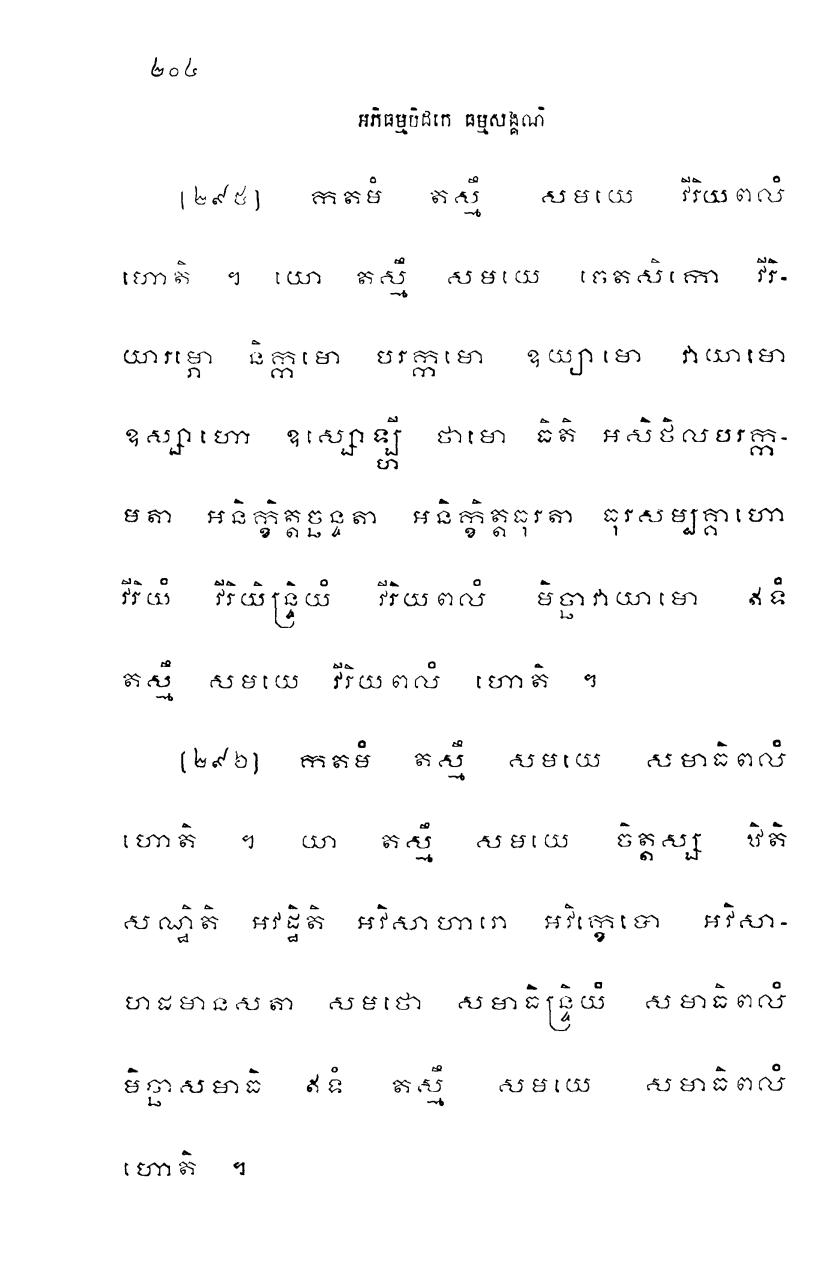 ២០៤
អភិធម្មបិដកេ ធម្មសង្គណិ
[២៩៥] កតមំ តស្មឹ សមយេ វីរិយពលំ
ហោតិ ។ យោ តស្មឹ សមយេ ចេតសិកោ វីរិ-
យារម្ភោ និក្កមោ បរក្កមោ ឧយ្យាមោ វាយាមោ
ឧស្សាហោ ឧស្សោឡ្ហី ថាមោ ធិតិ អសិថិលបរក្ក-
មតា អនិក្ខិត្តច្ឆន្ទតា អនិក្ខិត្តធុរតា ធុរសម្បគ្គាហោ
វីរិយំ វីរិយិន្ទ្រិយំ វីរិយពលំ មិច្ឆាវាយាមោ ឥទំ
តស្មឹ សមយេ វីរិយពលំ ហោតិ ។
[២៩៦] កតមំ តស្មឹ សមយេ សមាធិពលំ
ហោតិ ។ យា តស្មឹ សមយេ ចិត្តស្ស ឋិតិ
សណ្ឋិតិ អវដ្ឋិតិ អវិសាហារោ អវិក្ខេបោ អវិសា-
ហដមានសតា សមថោ សមាធិន្ទ្រិយំ សមាធិពលំ
មិច្ឆាសមាធិ ឥទំ តស្មឹ សមយេ សមាធិពលំ
ហោតិ ។